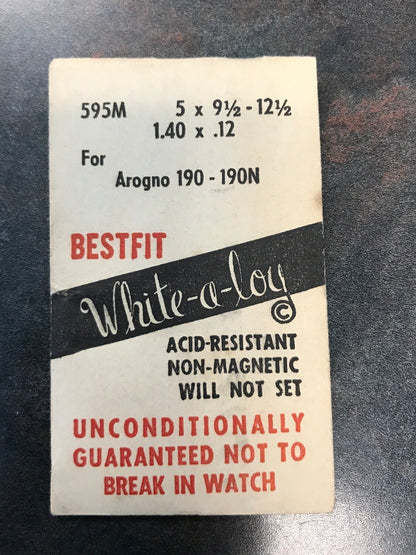 595M 5 x 9½ - 12½
1.40 x .12
For
Arogno 190 - 190N
BESTFIT
White-a-loy ©
ACID-RESISTANT
NON-MAGNETIC
WILL NOT SET
UNCONDITIONALLY
GUARANTEED NOT TO
BREAK IN WATCH